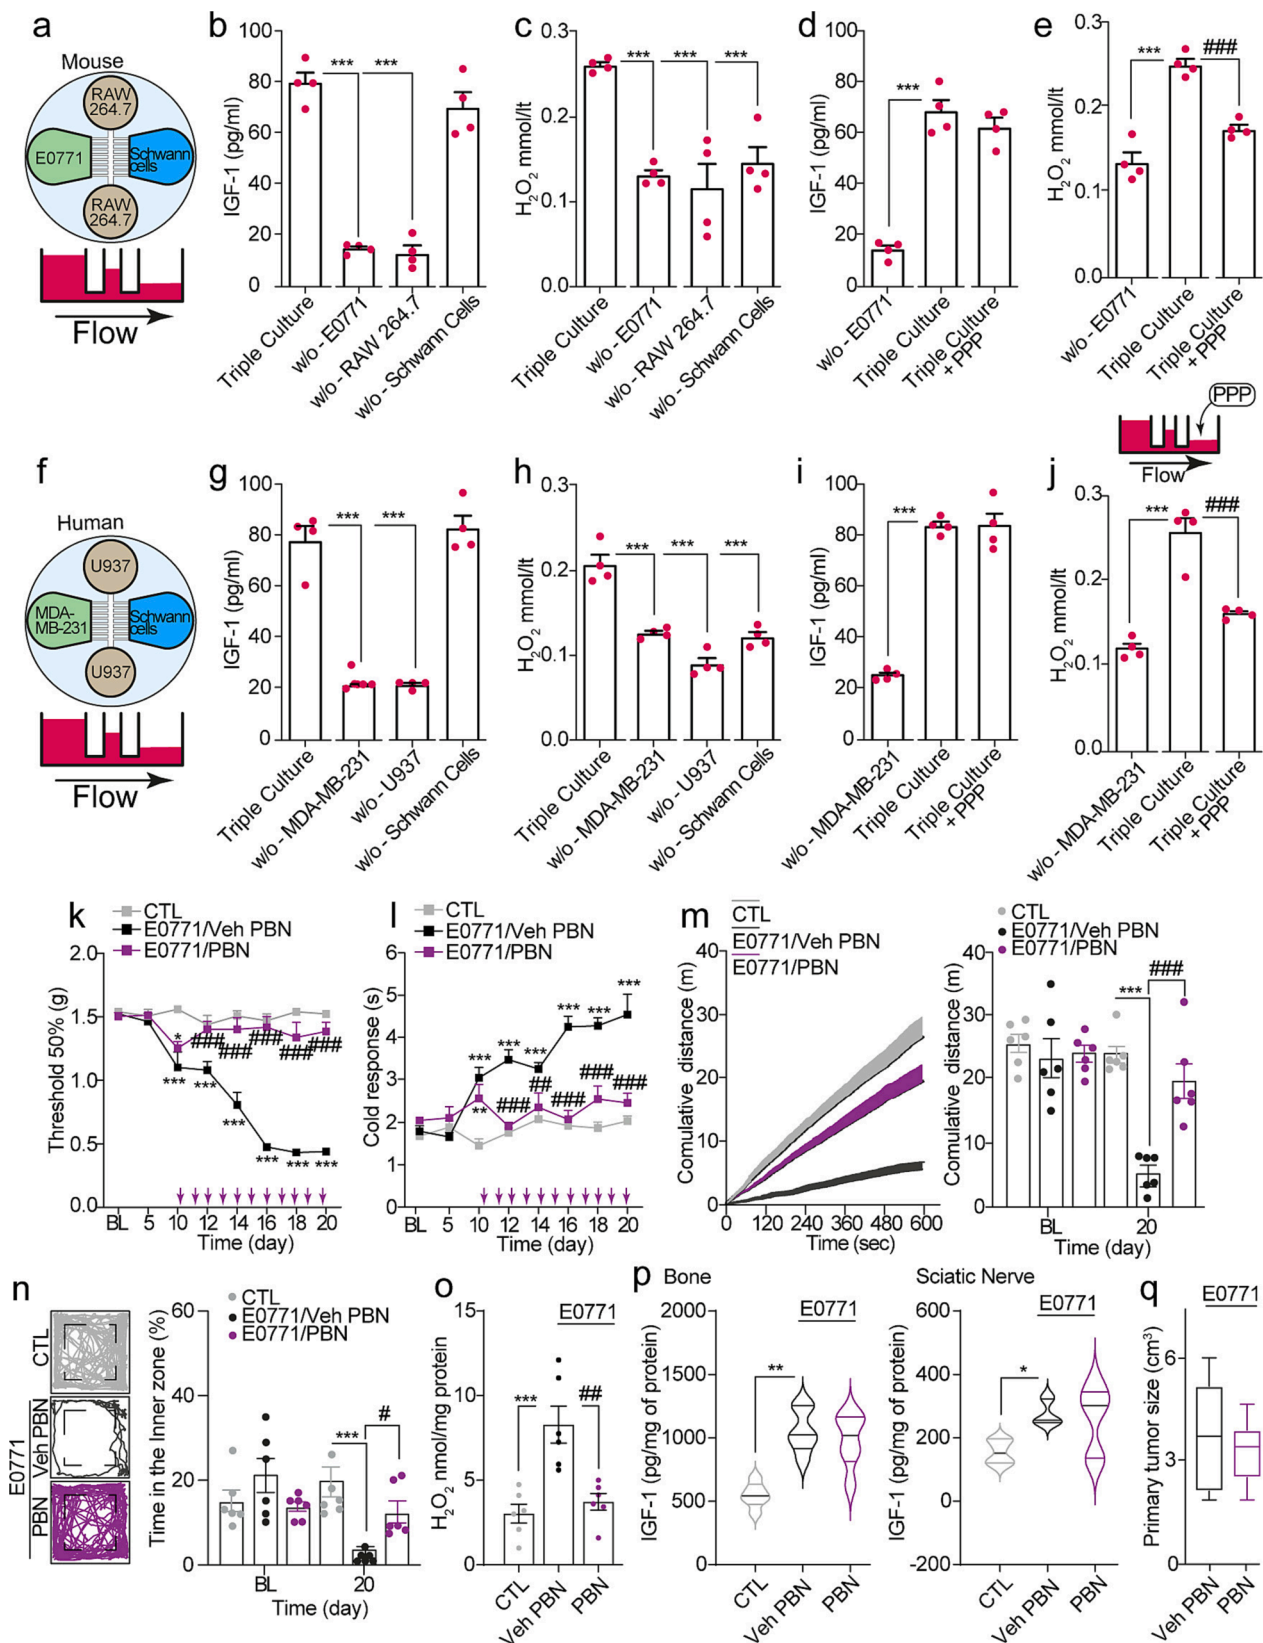 a
Mouse
RAW
264.7
E0771
Schwann
cells
RAW
264.7
Flow
b
IGF-1 (pg/ml)
100
80
60
40
20
0
*** ***
Triple Culture
w/o - E0771
w/o - RAW 264.7
w/o - Schwann Cells
c
H2O2 mmol/lt
0.3
0.2
0.1
0.0
*** *** ***
Triple Culture
w/o - E0771
w/o - RAW 264.7
w/o - Schwann Cells
d
IGF-1 (pg/ml)
100
80
60
40
20
0
***
w/o - E0771
Triple Culture
Triple Culture
+ PPP
e
H2O2 mmol/lt
0.3
0.2
0.1
0.0
*** ###
w/o - E0771
Triple Culture
Triple Culture
+ PPP
PPP
Flow
f
Human
U937
MDA-
MB-231
Schwann
cells
U937
Flow
g
IGF-1 (pg/ml)
100
80
60
40
20
0
*** ***
Triple Culture
w/o - MDA-MB-231
w/o - U937
w/o - Schwann Cells
h
H2O2 mmol/lt
0.3
0.2
0.1
0.0
*** *** ***
Triple Culture
w/o - MDA-MB-231
w/o - U937
w/o - Schwann Cells
i
IGF-1 (pg/ml)
100
80
60
40
20
0
***
w/o - MDA-MB-231
Triple Culture
Triple Culture
+ PPP
j
H2O2 mmol/lt
0.3
0.2
0.1
0.0
*** ###
w/o - MDA-MB-231
Triple Culture
Triple Culture
+ PPP
k
CTL
E0771/Veh PBN
E0771/PBN
Threshold 50% (g)
2.0
1.5
1.0
0.5
0.0
*
### ### ### ### ###
*** *** *** *** *** ***
BL 5 10 12 14 16 18 20
Time (day)
l
CTL
E0771/Veh PBN
E0771/PBN
Cold response (s)
6
5
4
3
2
1
0
*** *** *** *** *** ***
** ### ## ### ### ###
BL 5 10 12 14 16 18 20
Time (day)
m
CTL
E0771/Veh PBN
E0771/PBN
Comulative distance (m)
40
30
20
10
0
0 120 240 360 480 600
Time (sec)
CTL
E0771/Veh PBN
E0771/PBN
Comulative distance (m)
40
30
20
10
0
*** ###
BL 20
Time (day)
n
CTL
Veh PBN
PBN
E0771
CTL
E0771/Veh PBN
E0771/PBN
Time in the Inner zone (%)
60
40
20
0
*** #
BL 20
Time (day)
o
E0771
H2O2 nmol/mg protein
15
10
5
0
*** ##
CTL
Veh PBN
PBN
p
Bone
E0771
IGF-1 (pg/mg of protein)
2000
1500
1000
500
0
**
CTL
Veh PBN
PBN
Sciatic Nerve
E0771
IGF-1 (pg/mg of protein)
600
400
200
0
-200
*
CTL
Veh PBN
PBN
q
E0771
Primary tumor size (cm³)
6
3
0
Veh PBN
PBN